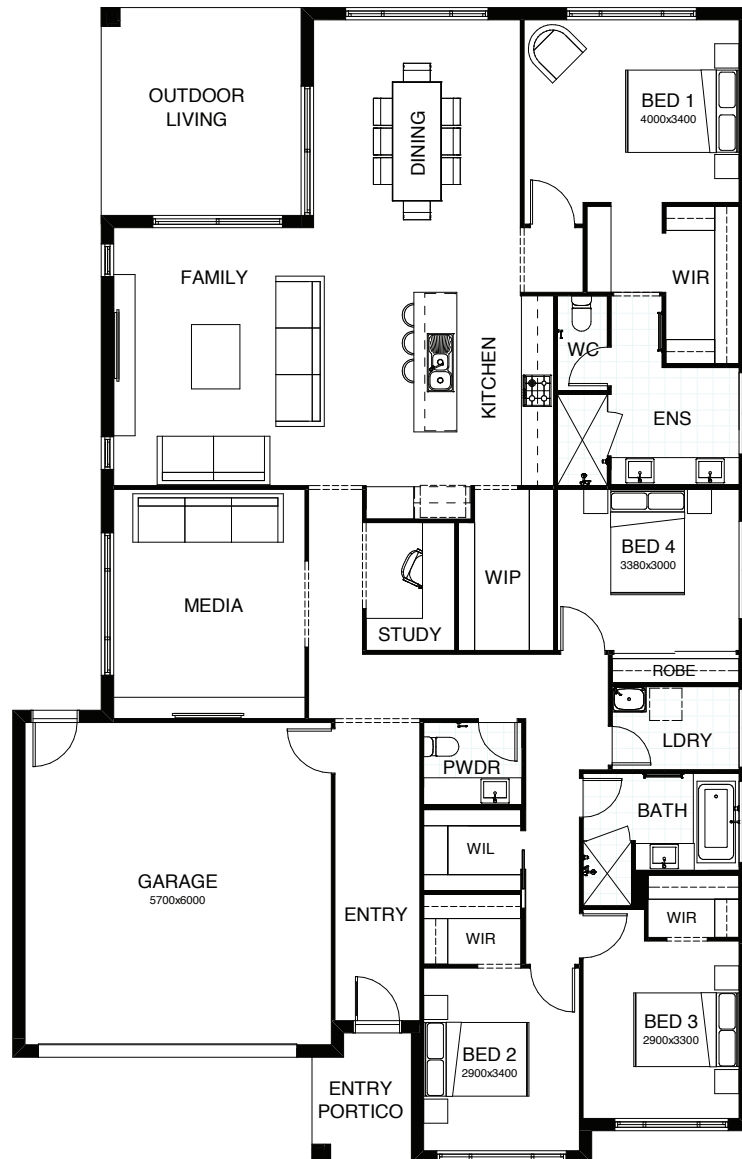 OUTDOOR
LIVING
DINING
BED 1
4000x3400
FAMILY
WIR
KITCHEN
WC
ENS
BED 4
3380x3000
MEDIA
WIP
STUDY
ROBE
LDRY
PWDR
BATH
WIL
GARAGE
5700x6000
ENTRY
WIR
WIR
BED 3
2900x3300
BED 2
2900x3400
ENTRY
PORTICO